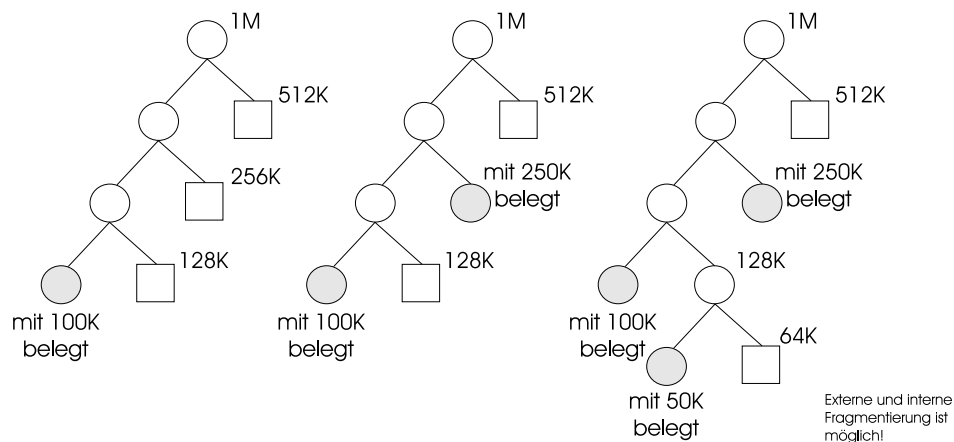 1M
512K
256K
128K
mit 100K
belegt
1M
512K
mit 250K
belegt
128K
mit 100K
belegt
1M
512K
mit 250K
belegt
128K
mit 100K
belegt
64K
mit 50K
belegt
Externe und interne
Fragmentierung ist
möglich!